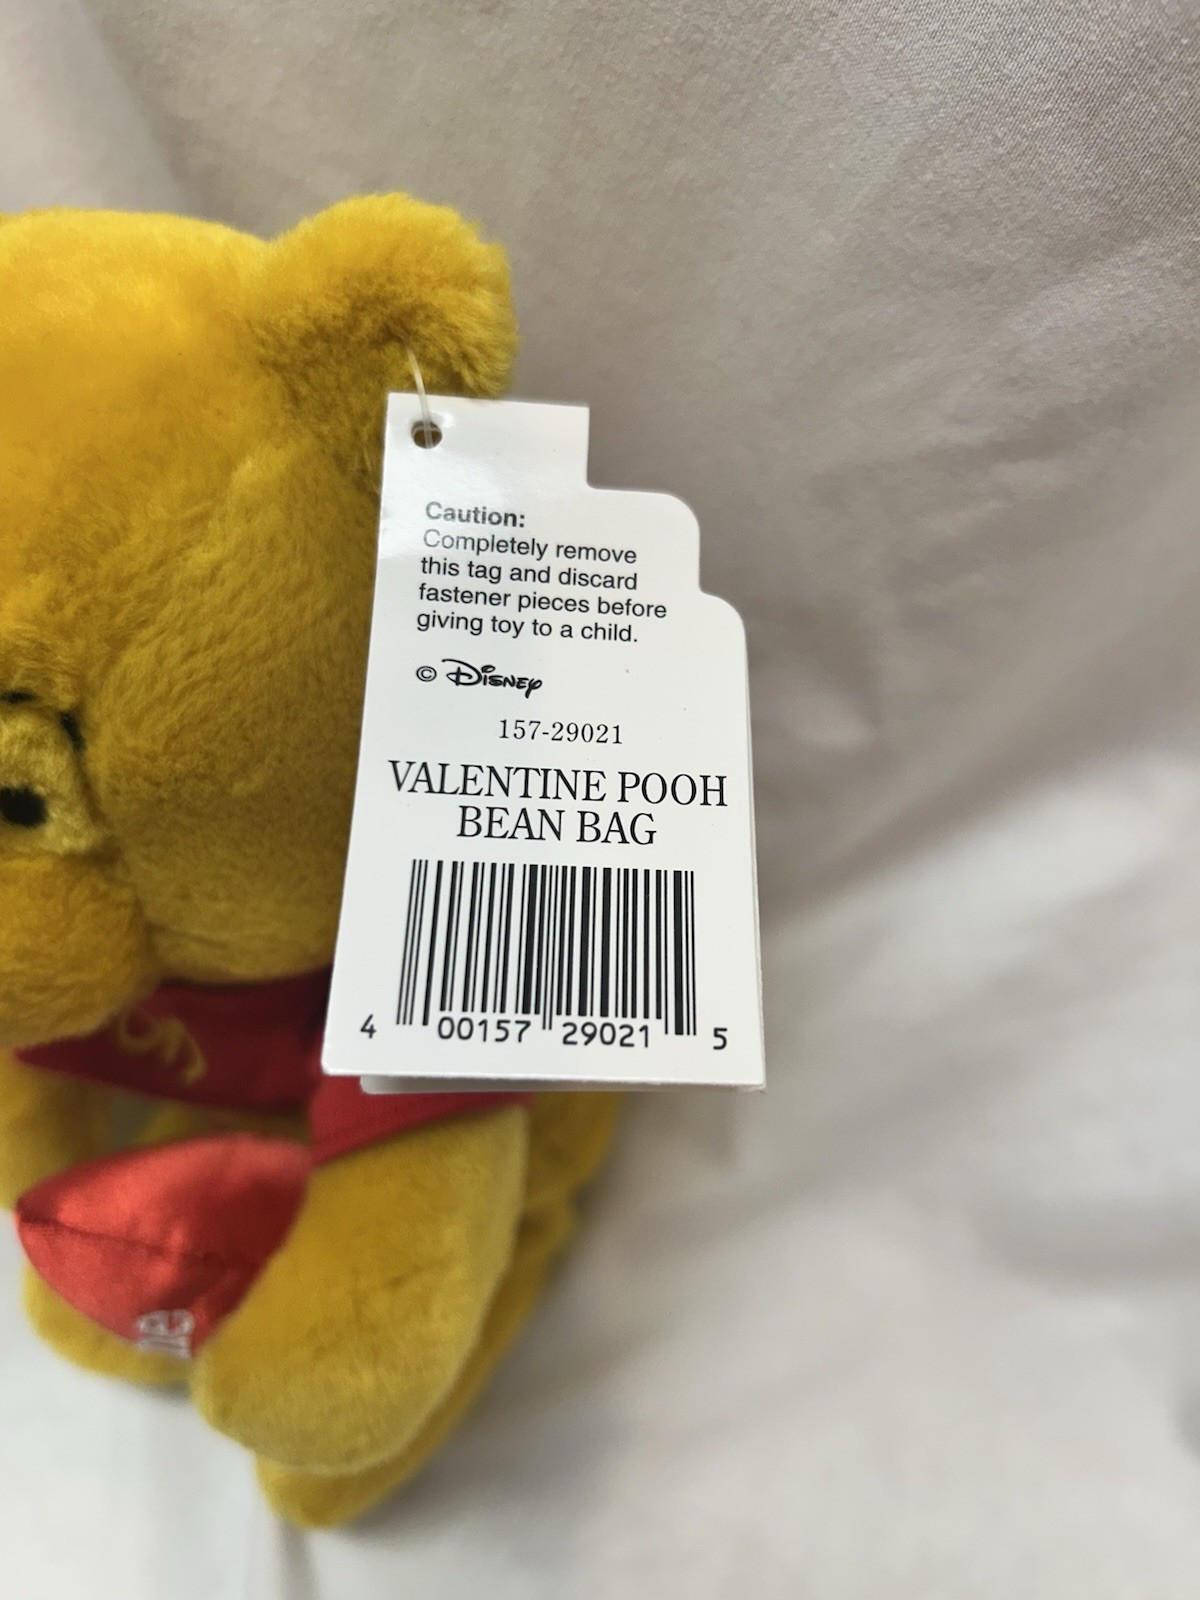 Caution:
Completely remove
this tag and discard
fastener pieces before
giving toy to a child.
© Disney
157-29021
VALENTINE POOH
BEAN BAG
4 00157 29021 5